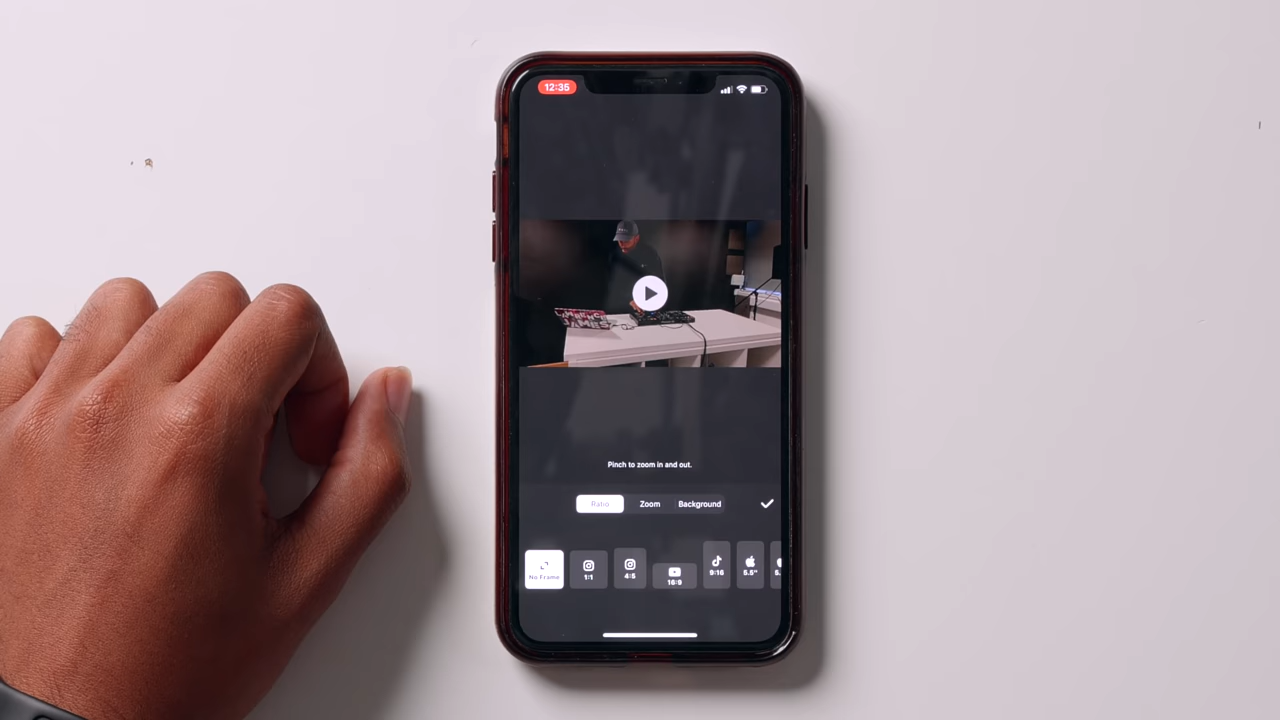 12:35
Pinch to zoom in and out.
Ratio Zoom Background
No Frame 1:1 4:5 16:9 9:16 5.5" 5.